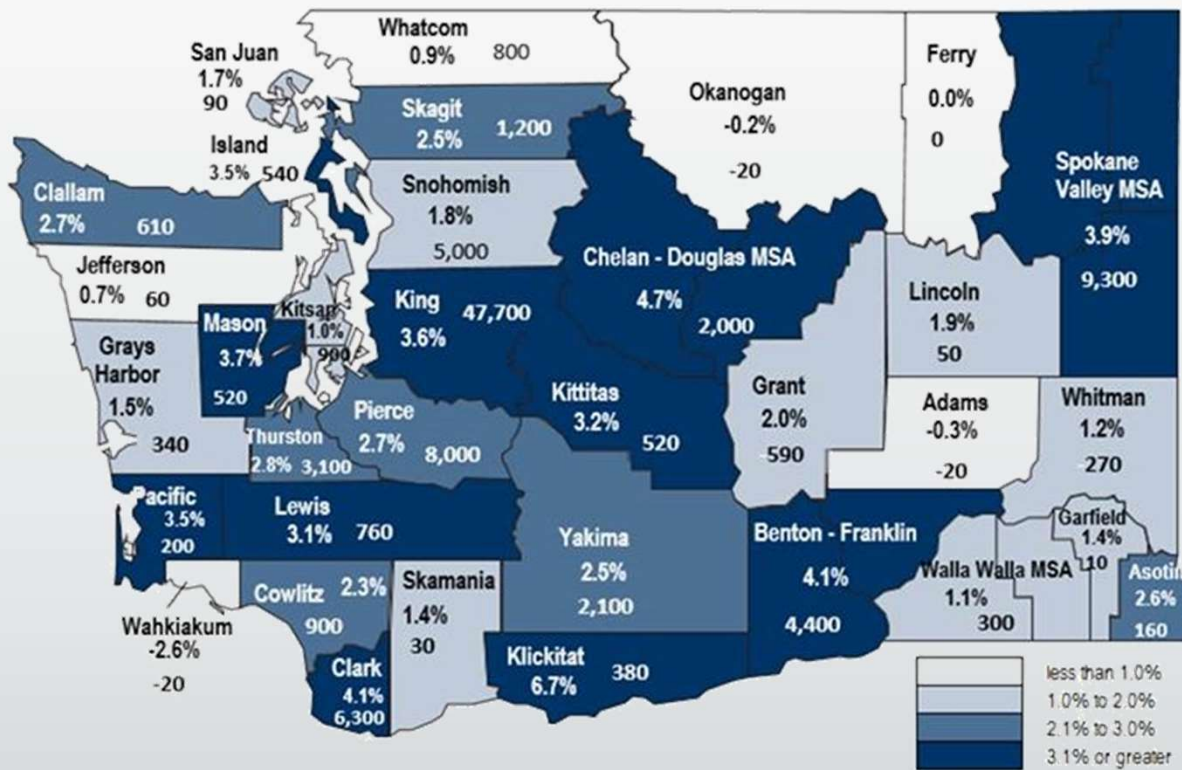 Whatcom
0.9% 800
San Juan
1.7%
90
Skagit
2.5% 1,200
Island
3.5% 540
Okanogan
-0.2%
-20
Ferry
0.0%
0
Spokane
Valley MSA
3.9%
9,300
Clallam
2.7% 610
Snohomish
1.8%
5,000
Chelan - Douglas MSA
4.7%
2,000
Jefferson
0.7% 60
Kitsap
1.0%
900
King 47,700
3.6%
Lincoln
1.9%
50
Mason
3.7%
520
Grays
Harbor
1.5%
340
Kittitas
3.2% 520
Grant
2.0%
-590
Adams
-0.3%
-20
Whitman
1.2%
-270
Thurston
2.8% 3,100
Pierce
2.7% 8,000
Pacific
3.5%
200
Lewis
3.1% 760
Yakima
2.5%
2,100
Benton - Franklin
4.1%
4,400
Garfield
1.4%
10
Walla Walla MSA
1.1%
300
Asotin
2.6%
160
Wahkiakum
-2.6%
-20
Cowlitz 2.3%
900
Skamania
1.4%
30
Clark
4.1%
6,300
Klickitat 380
6.7%
less than 1.0%
1.0% to 2.0%
2.1% to 3.0%
3.1% or greater